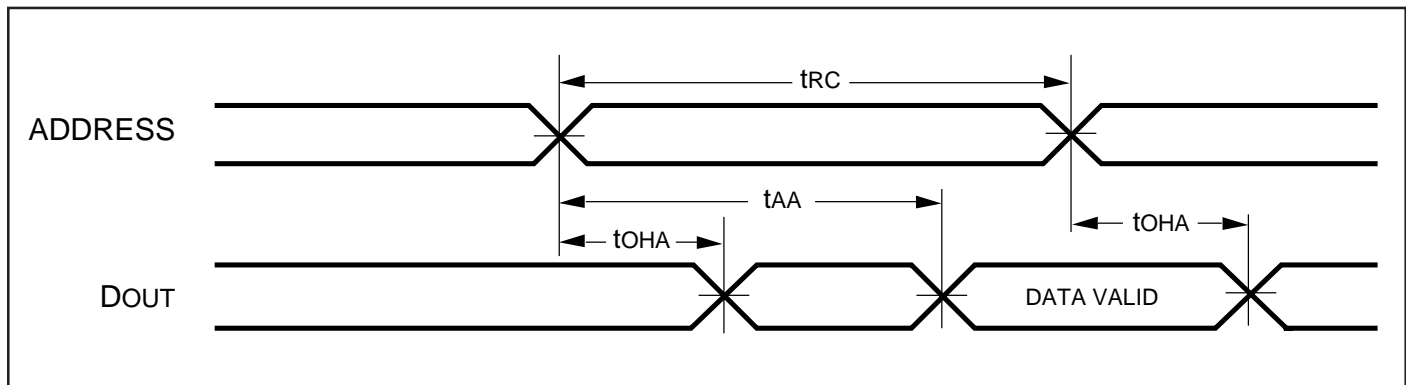 tRC
ADDRESS
tAA
tOHA
tOHA
DOUT
DATA VALID